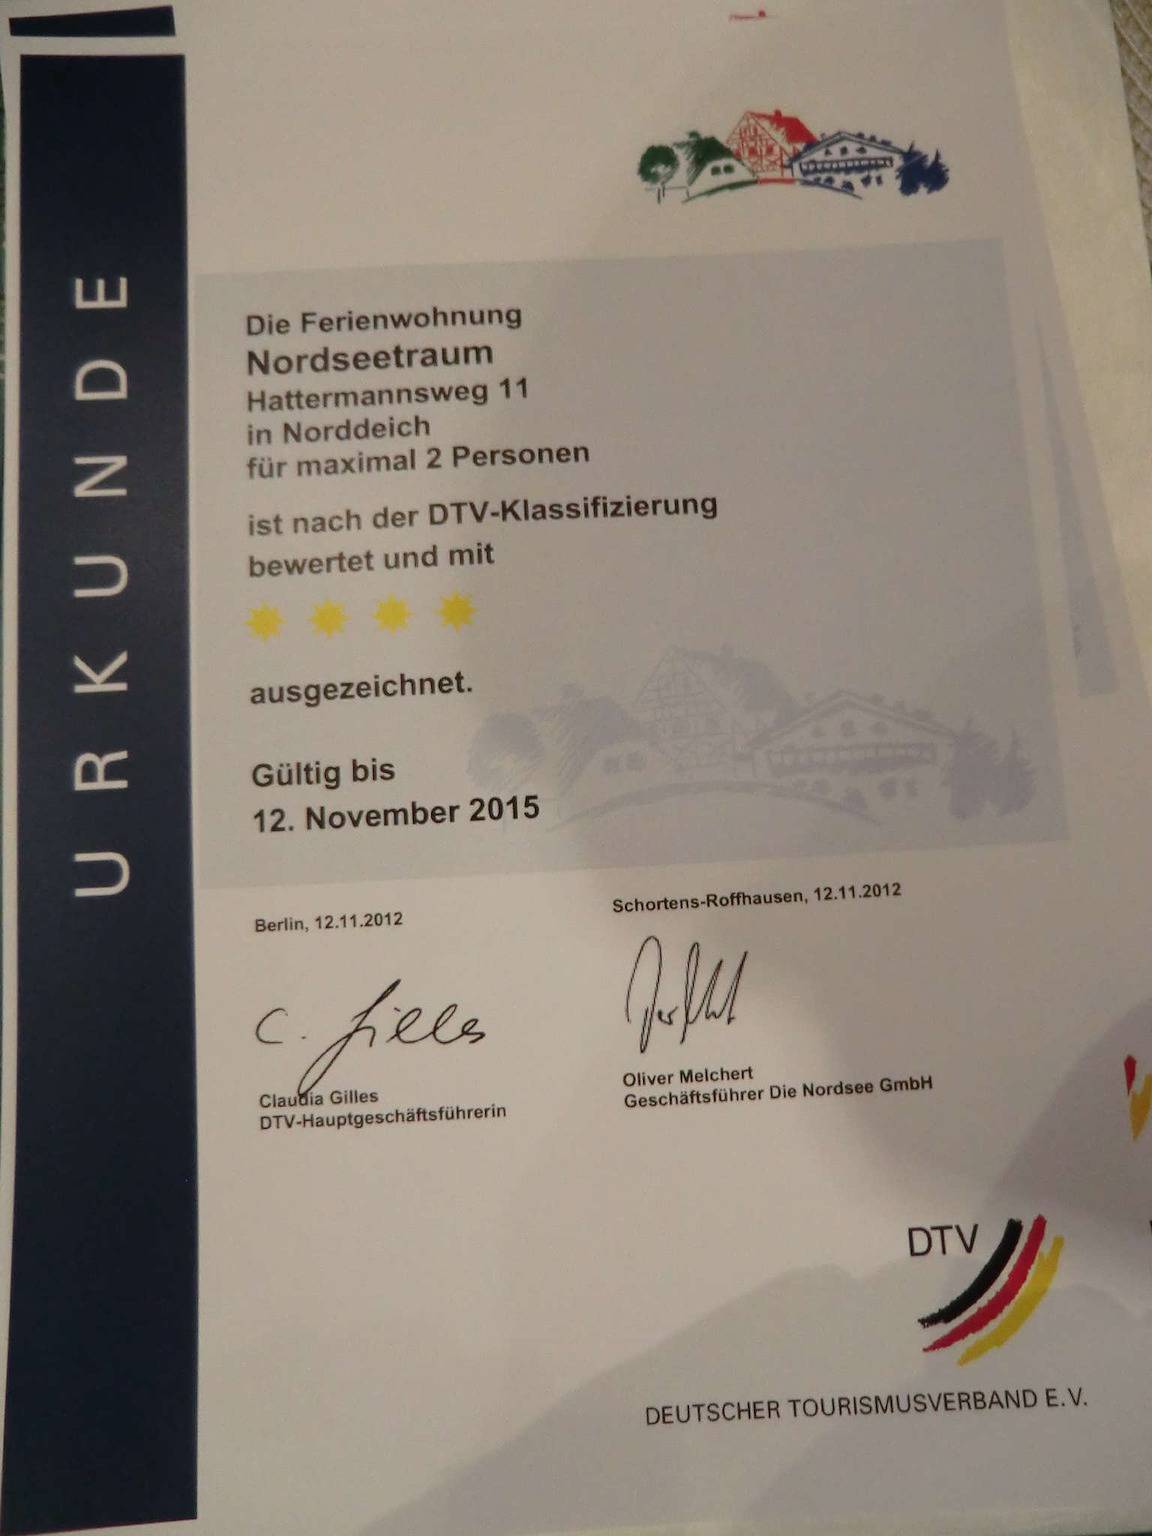 URKUNDE
Die Ferienwohnung
Nordseetraum
Hattermannsweg 11
in Norddeich
für maximal 2 Personen
ist nach der DTV-Klassifizierung
bewertet und mit
ausgezeichnet.
Gültig bis
12. November 2015
Berlin, 12.11.2012
Schortens-Roffhausen, 12.11.2012
C. Gilles
Claudia Gilles
DTV-Hauptgeschäftsführerin
Oliver Melchert
Geschäftsführer Die Nordsee GmbH
DTV
DEUTSCHER TOURISMUSVERBAND E.V.